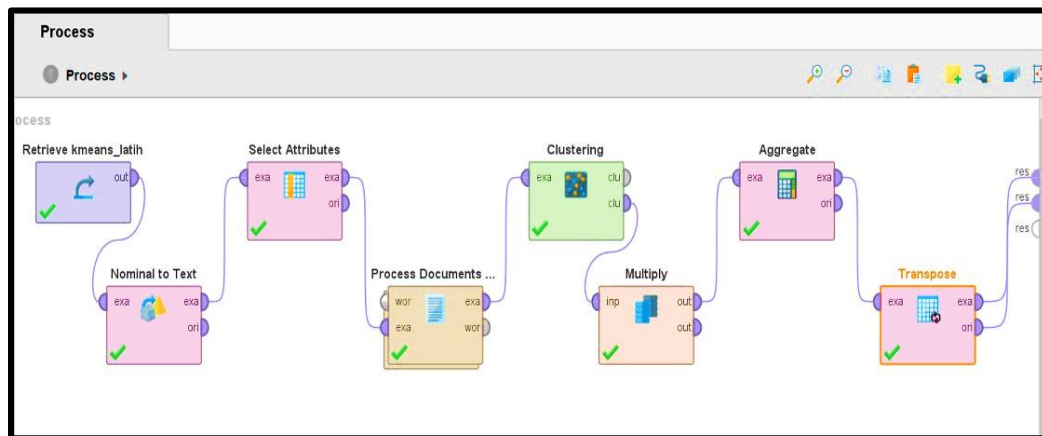 Process
Process
ocess
Retrieve kmeans_latih
out
Select Attributes
exa
exa
ori
Clustering
exa
clu
clu
Aggregate
exa
exa
ori
res
res
res
Nominal to Text
exa
exa
ori
Process Documents ...
wor
exa
exa
wor
Multiply
inp
out
out
Transpose
exa
exa
ori